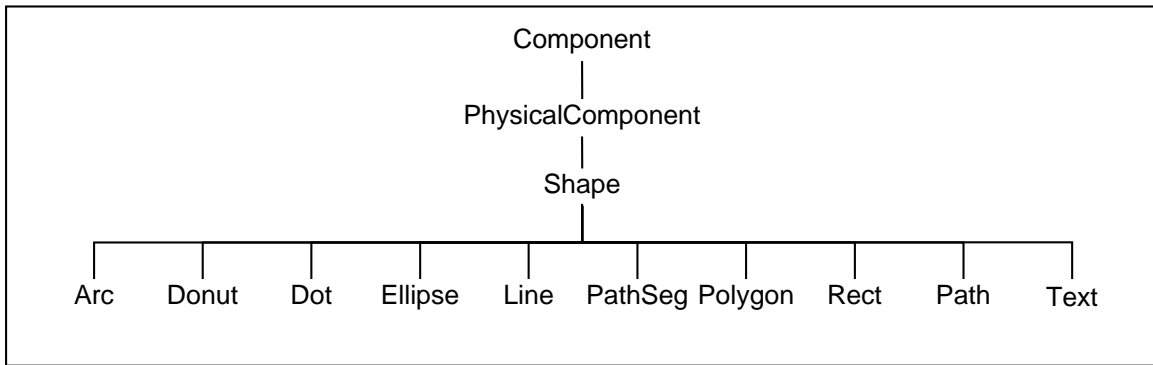 Component
PhysicalComponent
Shape
Arc Donut Dot Ellipse Line PathSeg Polygon Rect Path Text